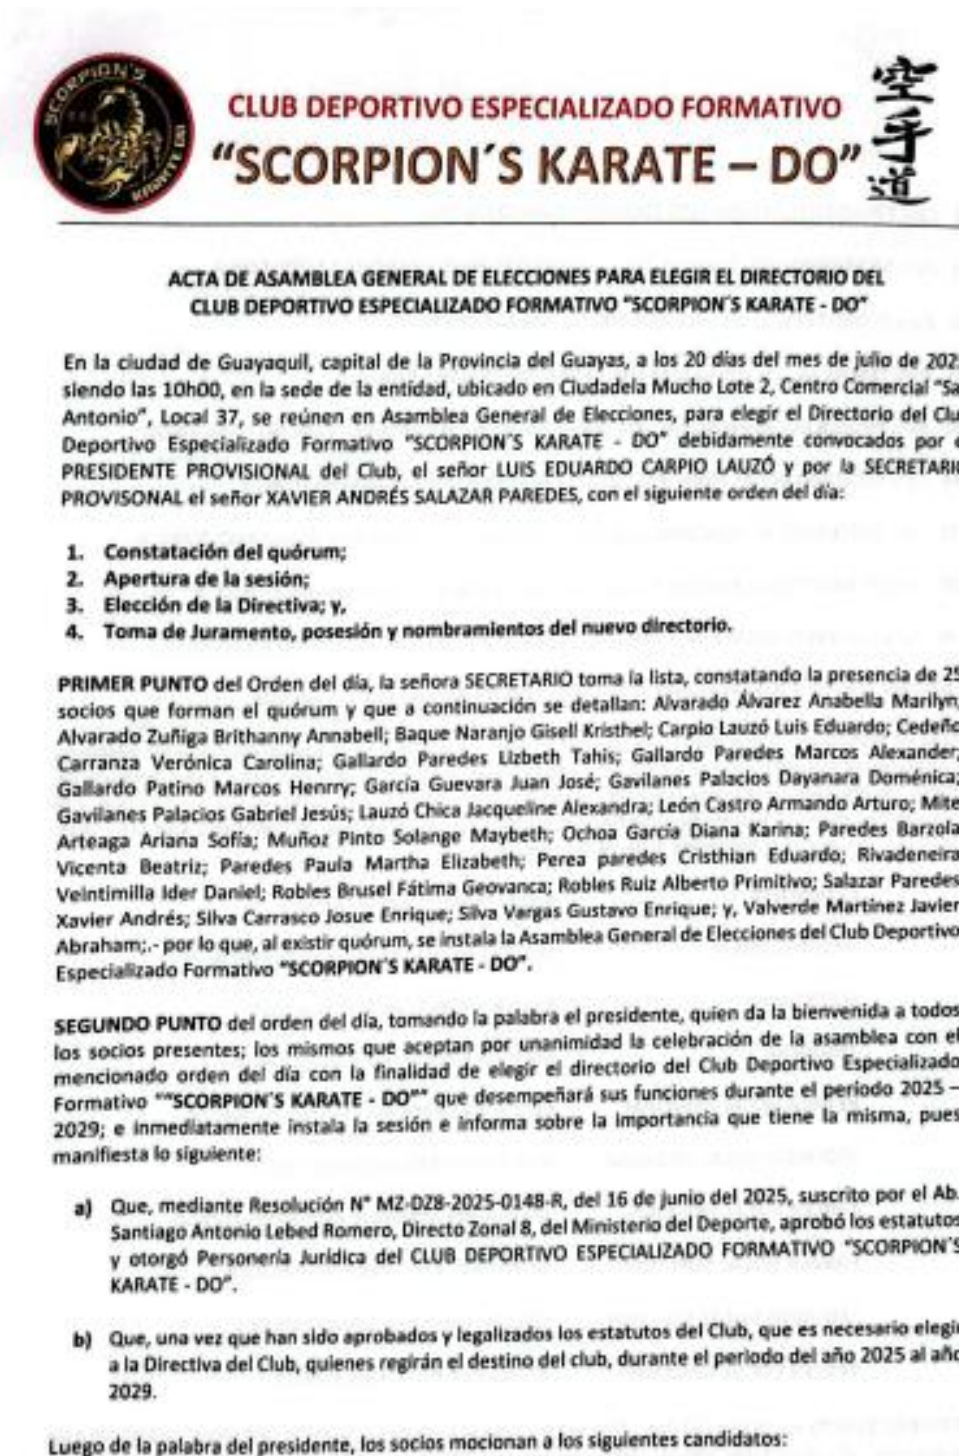 SCORPION'S
KARATE DO
CLUB DEPORTIVO ESPECIALIZADO FORMATIVO
"SCORPION´S KARATE – DO"
空手道
ACTA DE ASAMBLEA GENERAL DE ELECCIONES PARA ELEGIR EL DIRECTORIO DEL
CLUB DEPORTIVO ESPECIALIZADO FORMATIVO "SCORPION´S KARATE - DO"
En la ciudad de Guayaquil, capital de la Provincia del Guayas, a los 20 días del mes de julio de 202
siendo las 10h00, en la sede de la entidad, ubicado en Ciudadela Mucho Lote 2, Centro Comercial "Sa
Antonio", Local 37, se reúnen en Asamblea General de Elecciones, para elegir el Directorio del Clu
Deportivo Especializado Formativo "SCORPION´S KARATE - DO" debidamente convocados por e
PRESIDENTE PROVISIONAL del Club, el señor LUIS EDUARDO CARPIO LAUZÓ y por la SECRETARI
PROVISONAL el señor XAVIER ANDRÉS SALAZAR PAREDES, con el siguiente orden del día:
1. Constatación del quórum;
2. Apertura de la sesión;
3. Elección de la Directiva; y,
4. Toma de Juramento, posesión y nombramientos del nuevo directorio.
PRIMER PUNTO del Orden del día, la señora SECRETARIO toma la lista, constatando la presencia de 25
socios que forman el quórum y que a continuación se detallan: Alvarado Álvarez Anabella Marilyn;
Alvarado Zuñiga Brithanny Annabell; Baque Naranjo Gisell Kristhel; Carpio Lauzó Luis Eduardo; Cedeño
Carranza Verónica Carolina; Gallardo Paredes Lizbeth Tahis; Gallardo Paredes Marcos Alexander;
Gallardo Patino Marcos Henrry; García Guevara Juan José; Gavilanes Palacios Dayanara Doménica;
Gavilanes Palacios Gabriel Jesús; Lauzó Chica Jacqueline Alexandra; León Castro Armando Arturo; Mite
Arteaga Ariana Sofía; Muñoz Pinto Solange Maybeth; Ochoa García Diana Karina; Paredes Barzola
Vicenta Beatriz; Paredes Paula Martha Elizabeth; Perea paredes Cristhian Eduardo; Rivadeneira
Veintimilla Ider Daniel; Robles Brusel Fátima Geovanca; Robles Ruiz Alberto Primitivo; Salazar Paredes
Xavier Andrés; Silva Carrasco Josue Enrique; Silva Vargas Gustavo Enrique; y, Valverde Martínez Javier
Abraham;.- por lo que, al existir quórum, se instala la Asamblea General de Elecciones del Club Deportivo
Especializado Formativo "SCORPION´S KARATE - DO".
SEGUNDO PUNTO del orden del día, tomando la palabra el presidente, quien da la bienvenida a todos
los socios presentes; los mismos que aceptan por unanimidad la celebración de la asamblea con el
mencionado orden del día con la finalidad de elegir el directorio del Club Deportivo Especializado
Formativo ""SCORPION´S KARATE - DO"" que desempeñará sus funciones durante el periodo 2025 –
2029; e inmediatamente instala la sesión e informa sobre la importancia que tiene la misma, pues
manifiesta lo siguiente:
a) Que, mediante Resolución N° MZ-DZ8-2025-0148-R, del 16 de junio del 2025, suscrito por el Ab.
Santiago Antonio Lebed Romero, Directo Zonal 8, del Ministerio del Deporte, aprobó los estatutos
y otorgó Personería Jurídica del CLUB DEPORTIVO ESPECIALIZADO FORMATIVO "SCORPION´S
KARATE - DO".
b) Que, una vez que han sido aprobados y legalizados los estatutos del Club, que es necesario elegir
a la Directiva del Club, quienes regirán el destino del club, durante el periodo del año 2025 al año
2029.
Luego de la palabra del presidente, los socios mocionan a los siguientes candidatos: